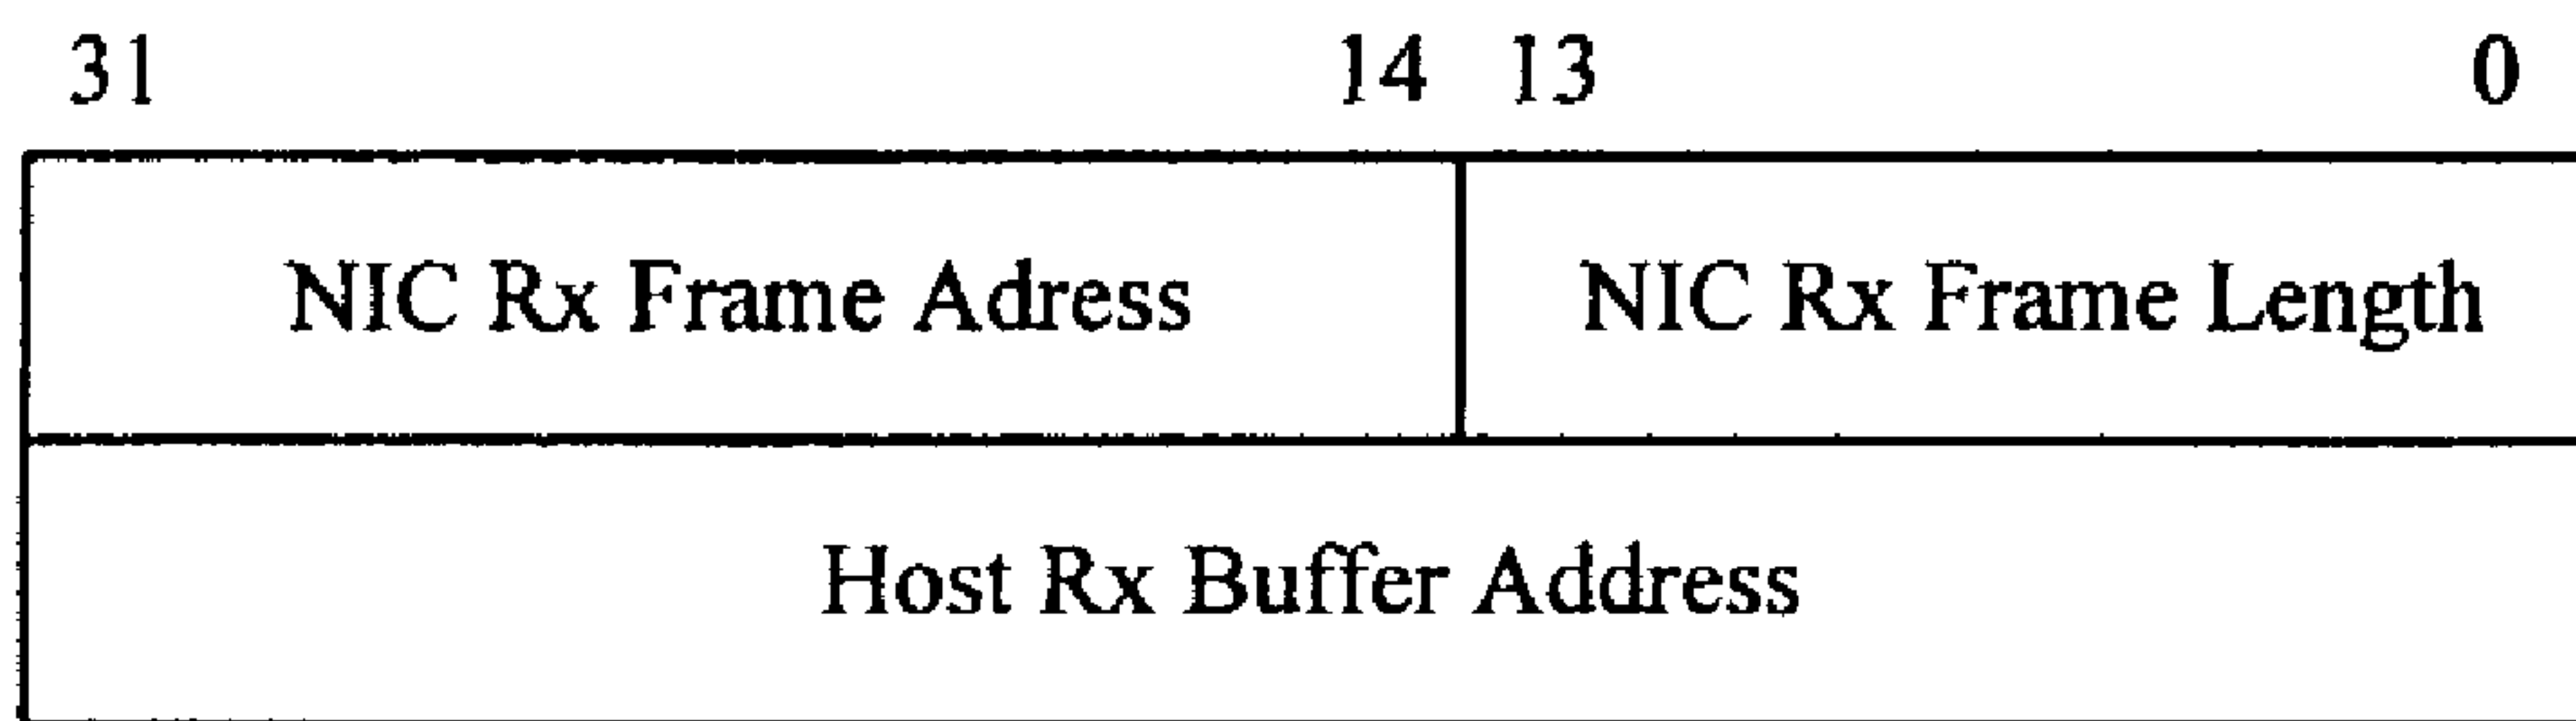 31 14 13 0
NIC Rx Frame Adress NIC Rx Frame Length
Host Rx Buffer Address